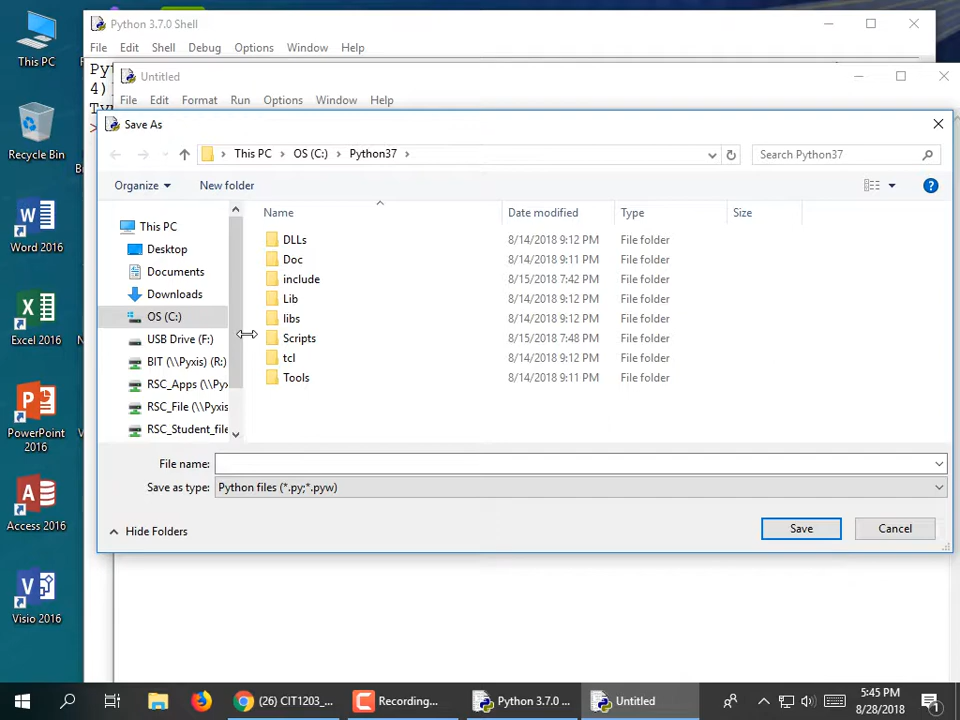 This PC
Recycle Bin
Word 2016
Excel 2016
PowerPoint
2016
Access 2016
Visio 2016
Python 3.7.0 Shell
File Edit Shell Debug Options Window Help
4)
Untitled
File Edit Format Run Options Window Help
Save As
This PC OS (C:) Python37
Search Python37
Organize New folder
Name Date modified Type Size
This PC
Desktop
Documents
Downloads
OS (C:)
USB Drive (F:)
BIT (\\Pyxis) (R:)
RSC_Apps (\\Pyx
RSC_File (\\Pyxis
RSC_Student_file
DLLs 8/14/2018 9:12 PM File folder
Doc 8/14/2018 9:11 PM File folder
include 8/15/2018 7:42 PM File folder
Lib 8/14/2018 9:12 PM File folder
libs 8/14/2018 9:12 PM File folder
Scripts 8/15/2018 7:48 PM File folder
tcl 8/14/2018 9:12 PM File folder
Tools 8/14/2018 9:11 PM File folder
File name:
Save as type: Python files (*.py;*.pyw)
Hide Folders
Save Cancel
(26) CIT1203_...
Recording...
Python 3.7.0 ...
Untitled
5:45 PM
8/28/2018
1